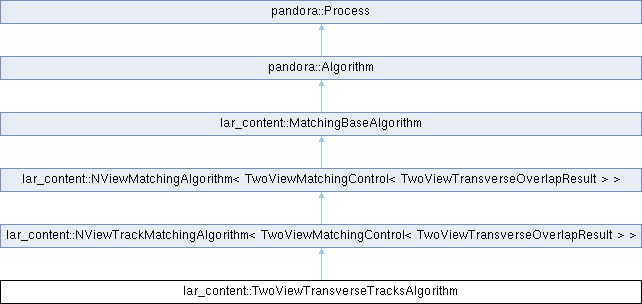 pandora::Process
pandora::Algorithm
lar_content::MatchingBaseAlgorithm
lar_content::NViewMatchingAlgorithm< TwoViewMatchingControl< TwoViewTransverseOverlapResult > >
lar_content::NViewTrackMatchingAlgorithm< TwoViewMatchingControl< TwoViewTransverseOverlapResult > >
lar_content::TwoViewTransverseTracksAlgorithm